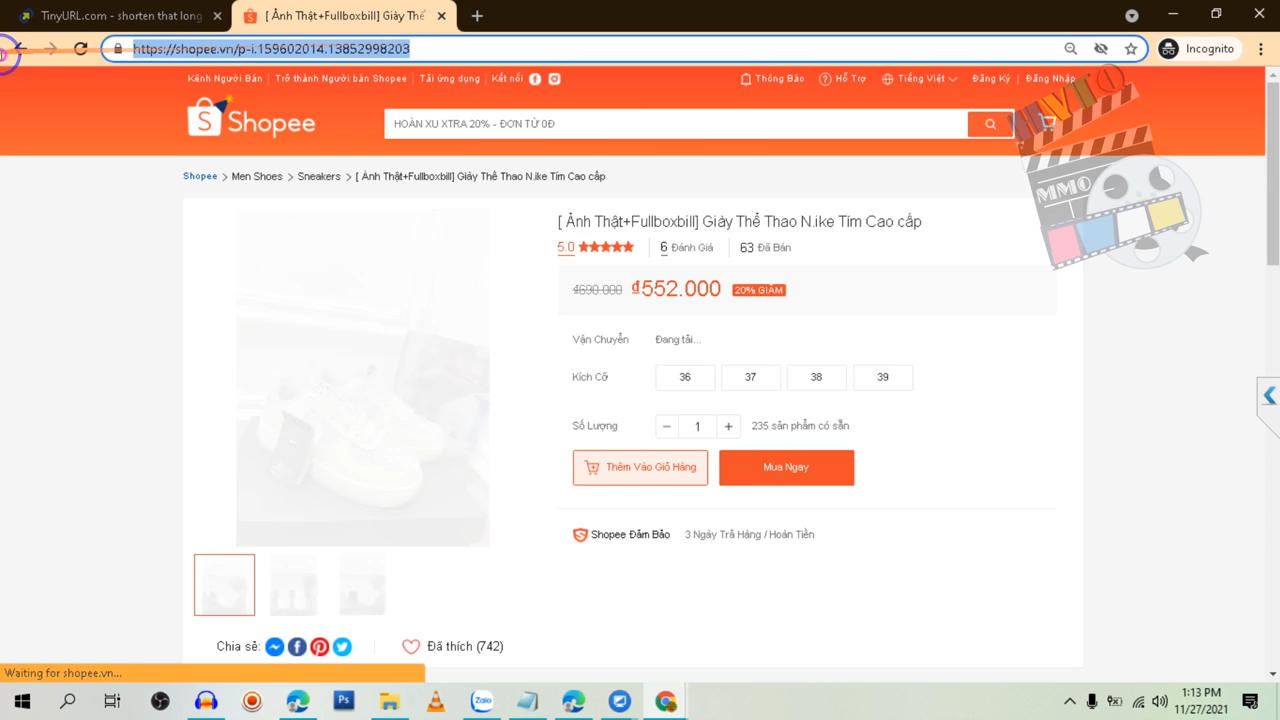 TinyURL.com - shorten that long
[ Ảnh Thật+Fullboxbill] Giày Thể
https://shopee.vn/p-i.159602014.13852998203
Incognito
Kênh Người Bán
Trở thành Người bán Shopee
Tải ứng dụng
Kết nối
Thông Báo
Hỗ Trợ
Tiếng Việt
Đăng Ký
Đăng Nhập
Shopee
HOÀN XU XTRA 20% - ĐƠN TỪ 0Đ
MMO
Shopee > Men Shoes > Sneakers > [ Ảnh Thật+Fullboxbill] Giày Thể Thao N.ike Tím Cao cấp
[ Ảnh Thật+Fullboxbill] Giày Thể Thao N.ike Tím Cao cấp
5.0
6 Đánh Giá
63 Đã Bán
₫690.000 ₫552.000 20% GIẢM
Vận Chuyển Đang tải...
Kích Cỡ 36 37 38 39
Số Lượng − 1 + 235 sản phẩm có sẵn
Thêm Vào Giỏ Hàng
Mua Ngay
Shopee Đảm Bảo 3 Ngày Trả Hàng / Hoàn Tiền
Chia sẻ:
Đã thích (742)
Waiting for shopee.vn...
Ps
Zalo
1:13 PM
11/27/2021